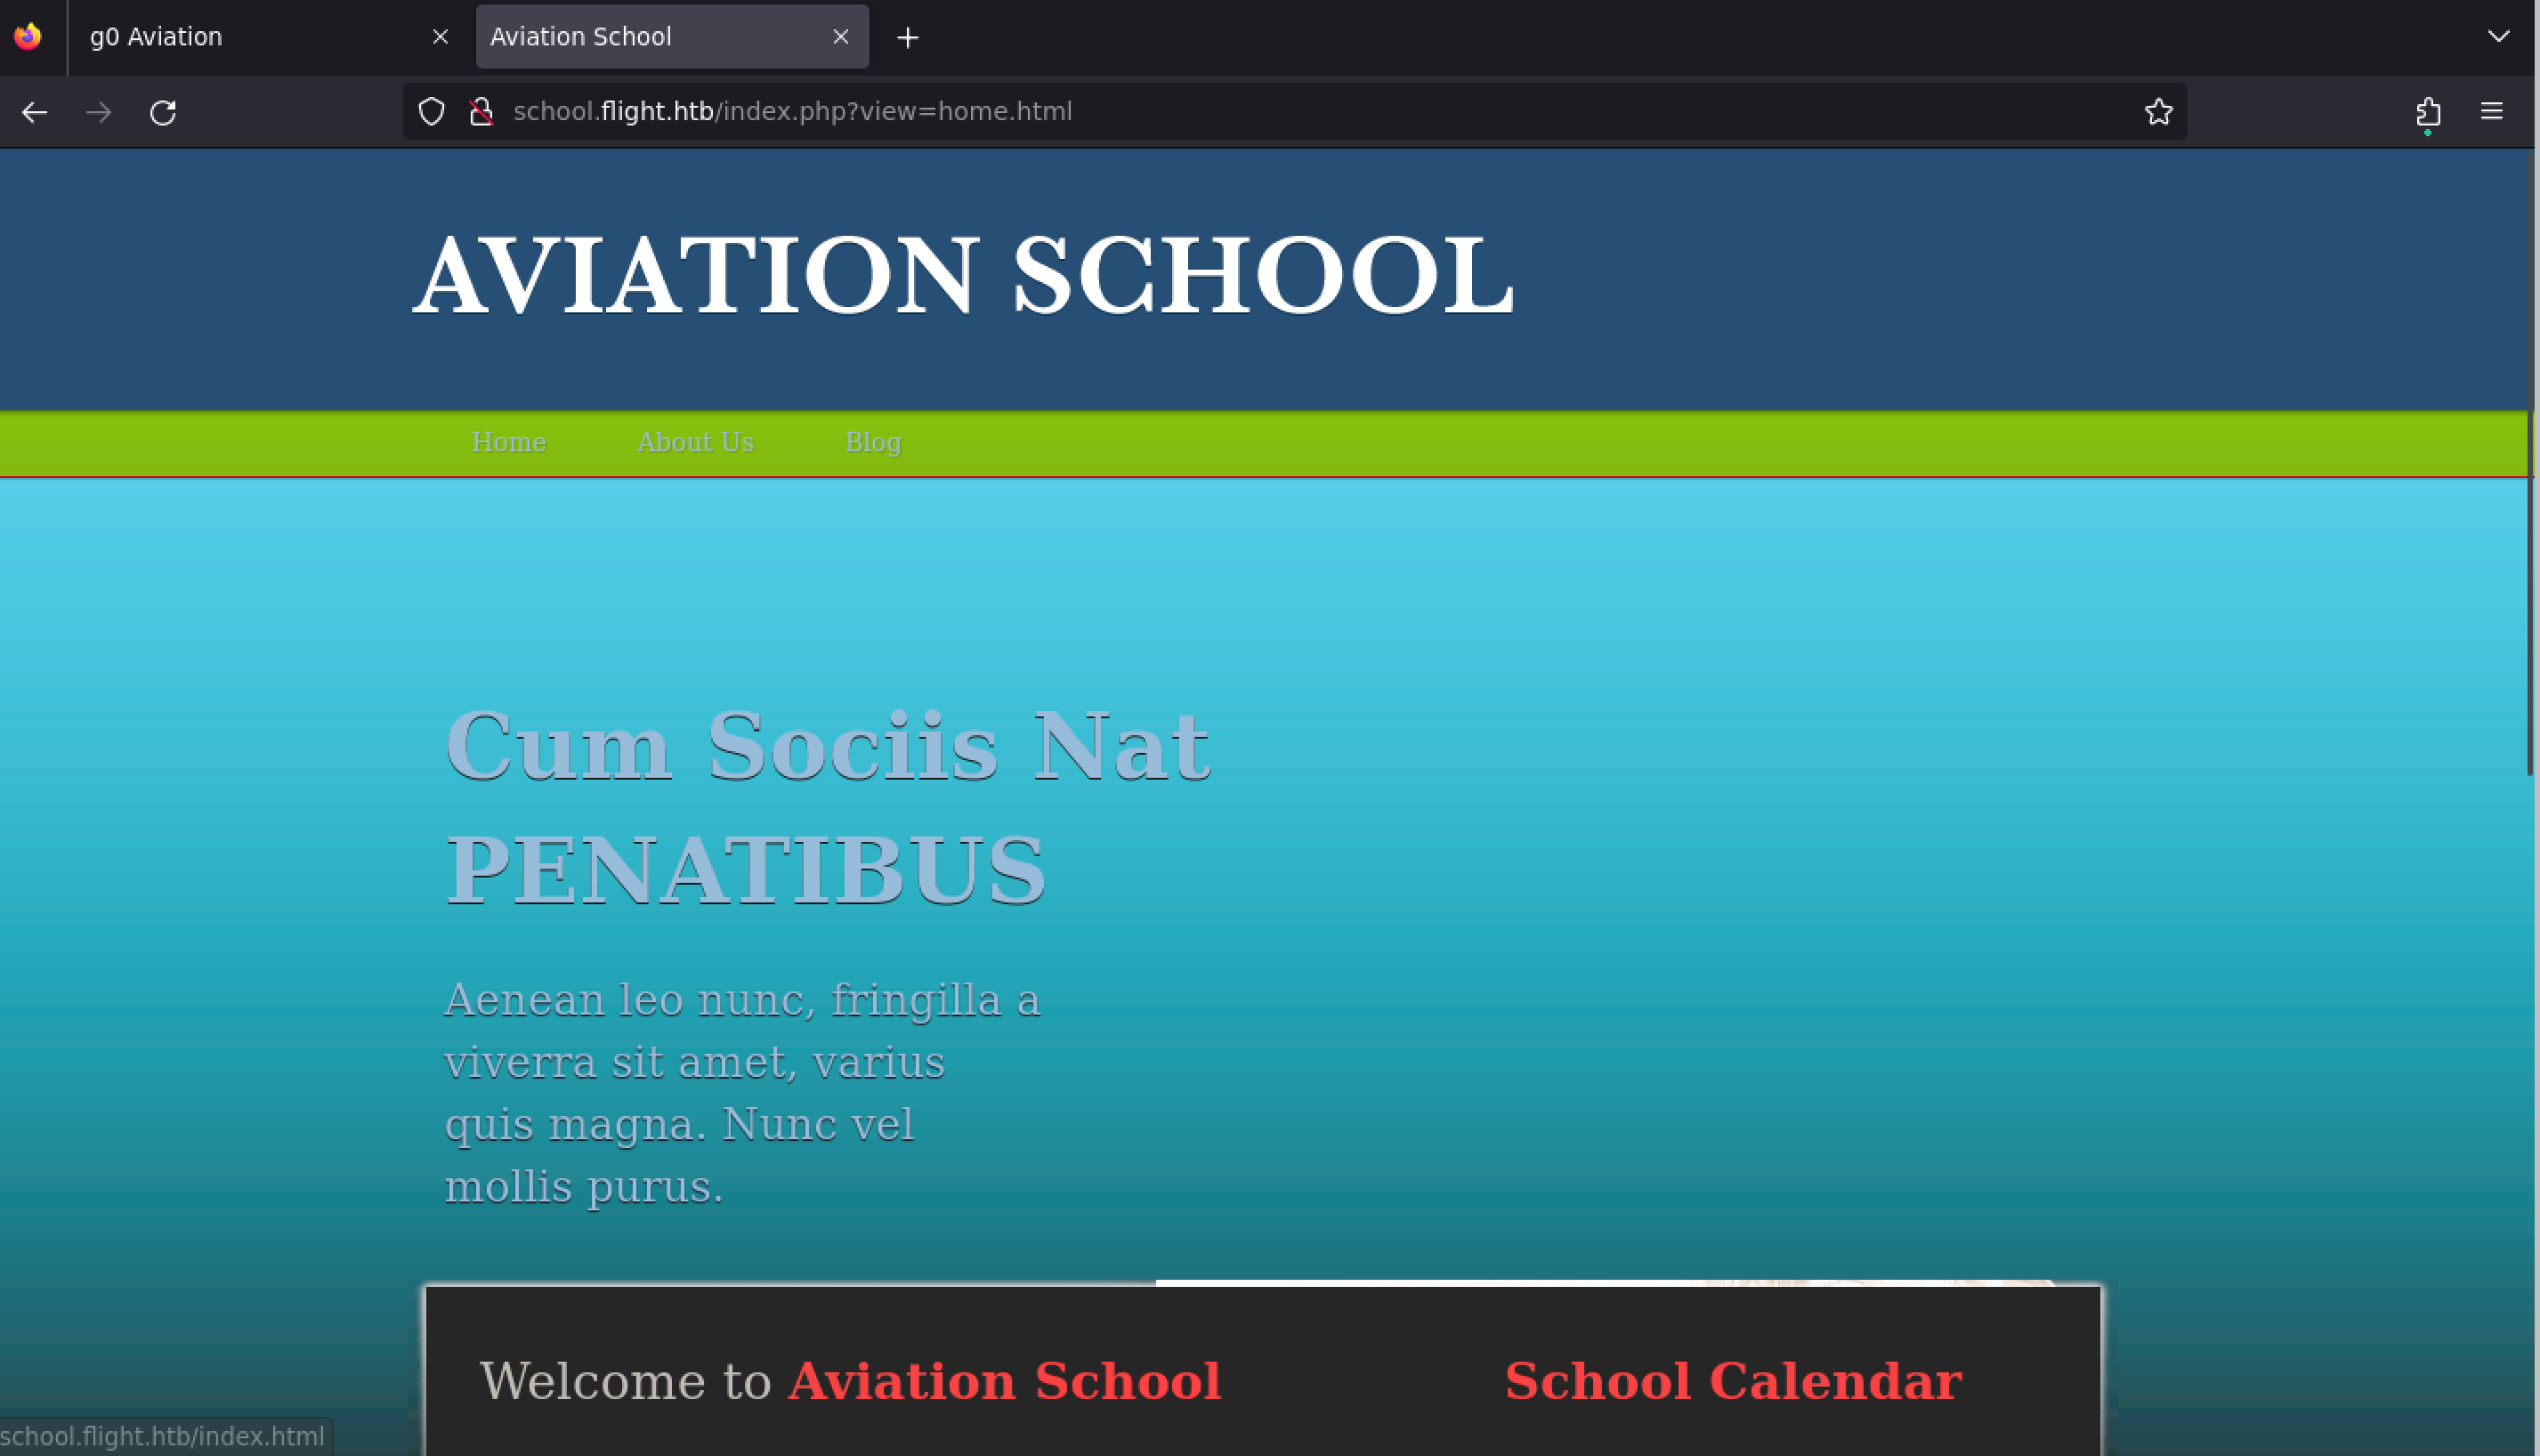 g0 Aviation
Aviation School
school.flight.htb/index.php?view=home.html
AVIATION SCHOOL
Home About Us Blog
Cum Sociis Nat
PENATIBUS
Aenean leo nunc, fringilla a
viverra sit amet, varius
quis magna. Nunc vel
mollis purus.
Welcome to Aviation School
School Calendar
school.flight.htb/index.html